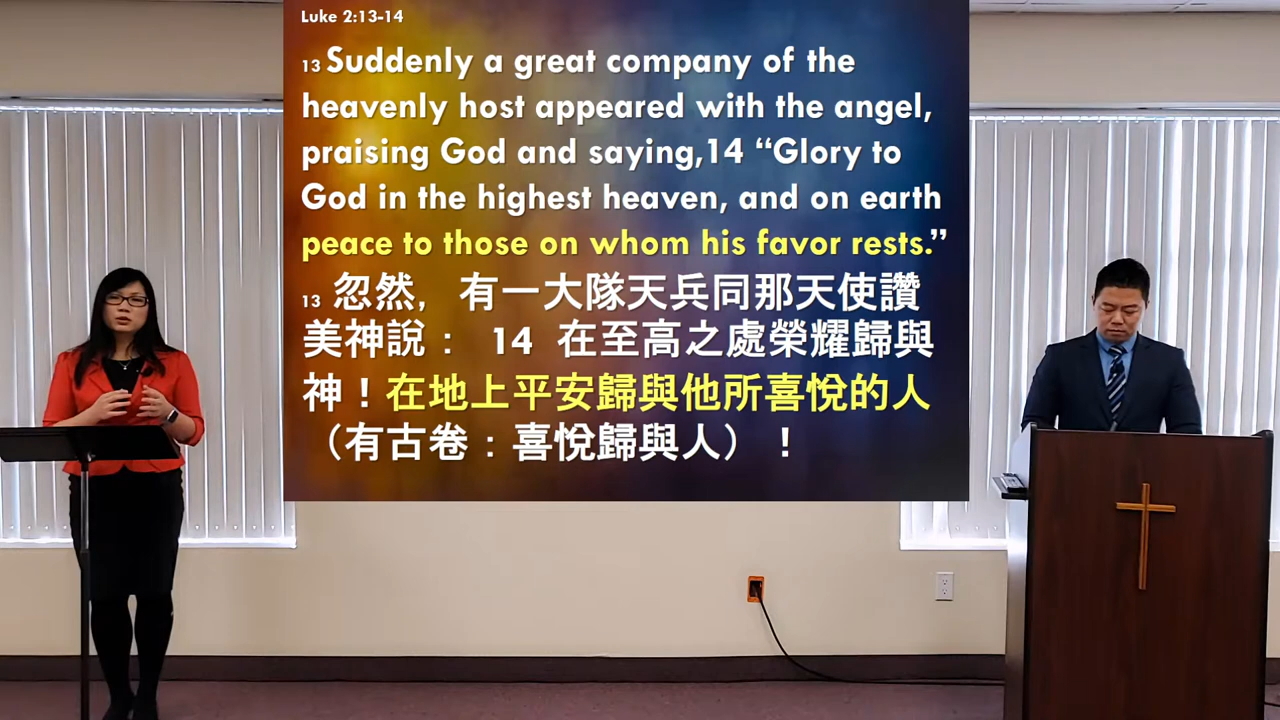 Luke 2:13-14
13 Suddenly a great company of the
heavenly host appeared with the angel,
praising God and saying,14 “Glory to
God in the highest heaven, and on earth
peace to those on whom his favor rests.”
13 忽然，有一大隊天兵同那天使讚
美神說： 14 在至高之處榮耀歸與
神！在地上平安歸與他所喜悅的人
（有古卷：喜悅歸與人）！